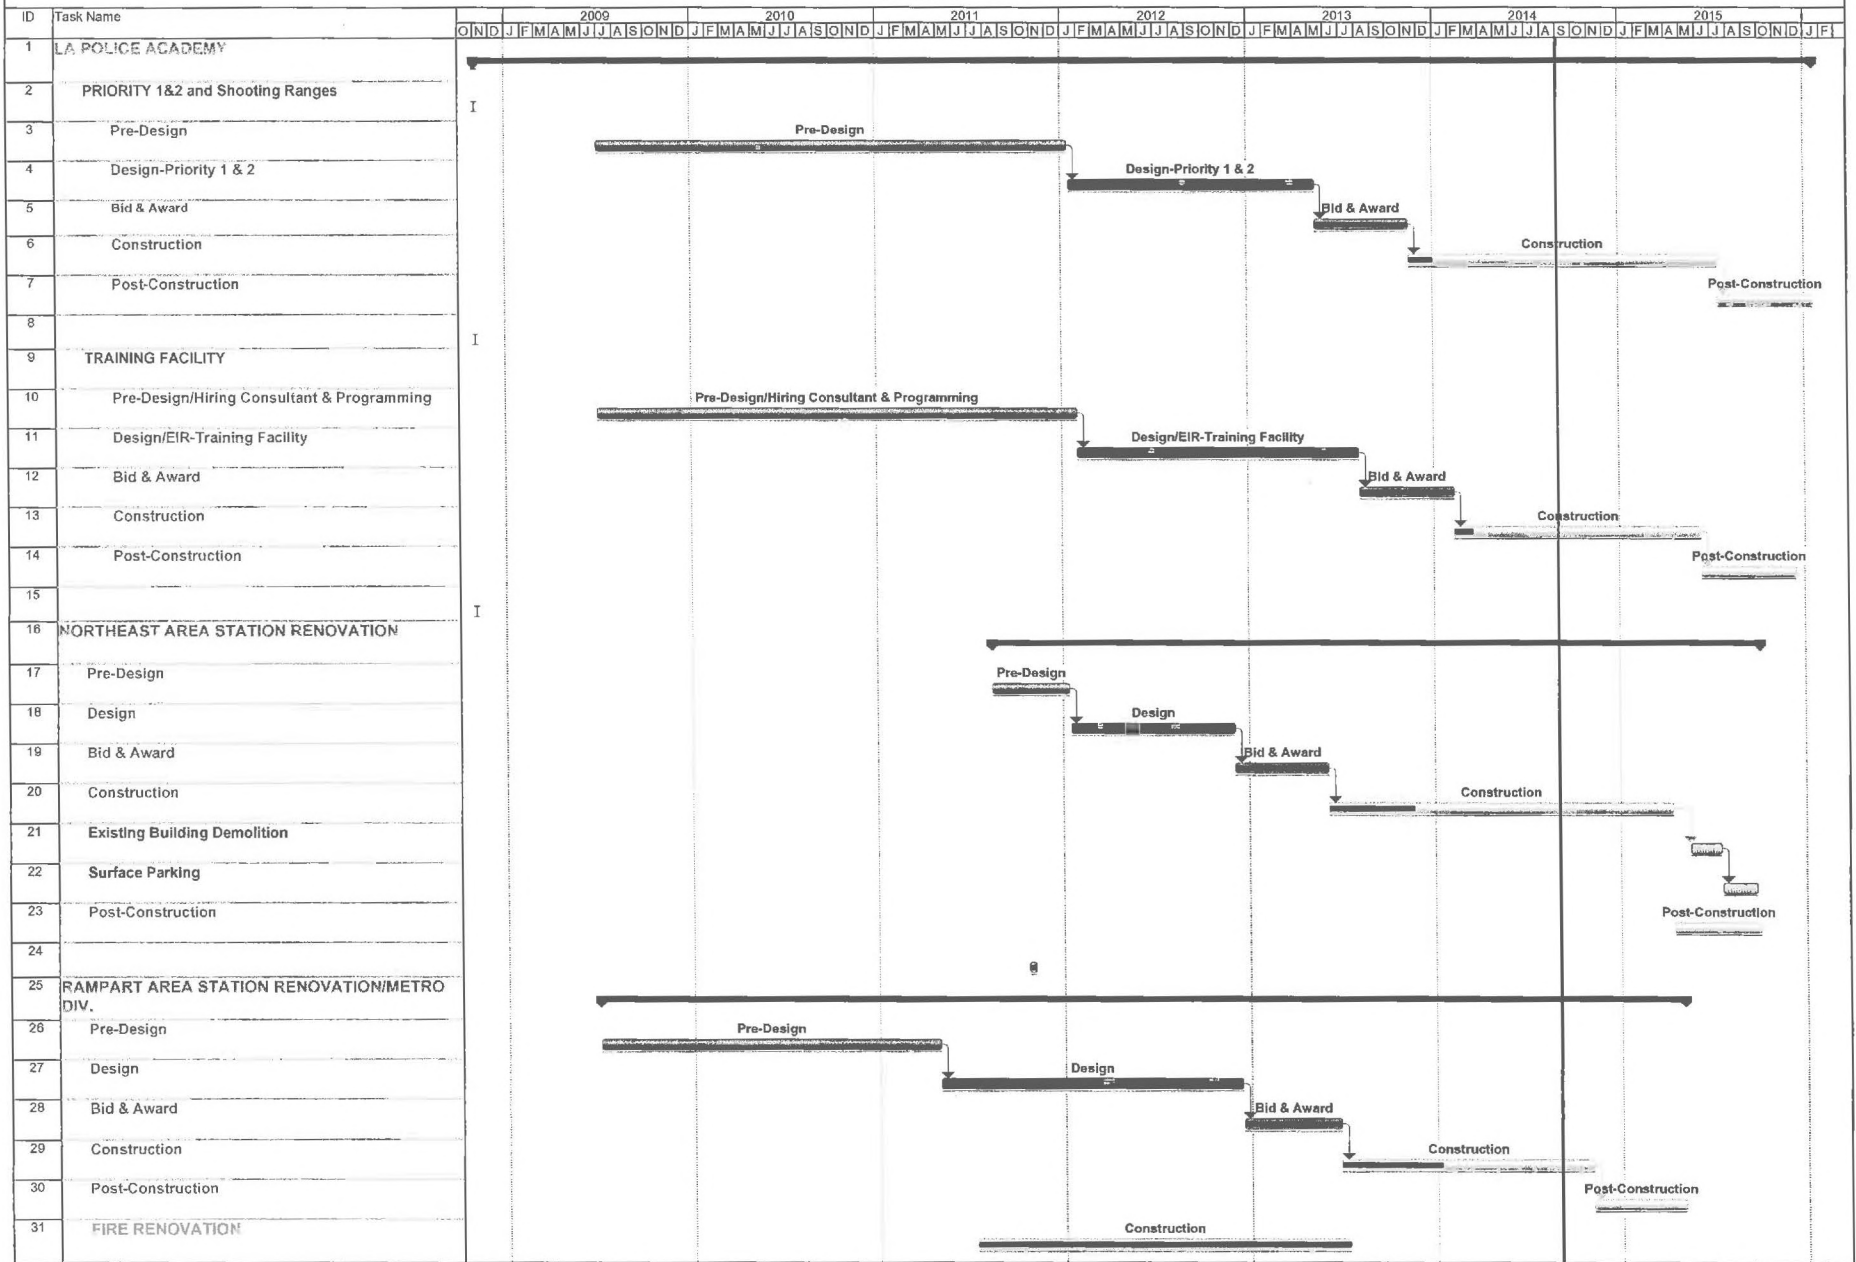 ID Task Name 2009 2010 2011 2012 2013 2014 2015
O N D J F M A M J J A S O N D J F M A M J J A S O N D J F M A M J J A S O N D J F M A M J J A S O N D J F M A M J J A S O N D J F M A M J J A S O N D J F M A M J J A S O N D J F
1 LA POLICE ACADEMY
2 PRIORITY 1&2 and Shooting Ranges
3 Pre-Design Pre-Design
4 Design-Priority 1 & 2 Design-Priority 1 & 2
5 Bid & Award Bid & Award
6 Construction Construction
7 Post-Construction Post-Construction
8
9 TRAINING FACILITY
10 Pre-Design/Hiring Consultant & Programming Pre-Design/Hiring Consultant & Programming
11 Design/EIR-Training Facility Design/EIR-Training Facility
12 Bid & Award Bid & Award
13 Construction Construction
14 Post-Construction Post-Construction
15
16 NORTHEAST AREA STATION RENOVATION
17 Pre-Design Pre-Design
18 Design Design
19 Bid & Award Bid & Award
20 Construction Construction
21 Existing Building Demolition
22 Surface Parking
23 Post-Construction Post-Construction
24
25 RAMPART AREA STATION RENOVATION/METRO
DIV.
26 Pre-Design Pre-Design
27 Design Design
28 Bid & Award Bid & Award
29 Construction Construction
30 Post-Construction Post-Construction
31 FIRE RENOVATION Construction